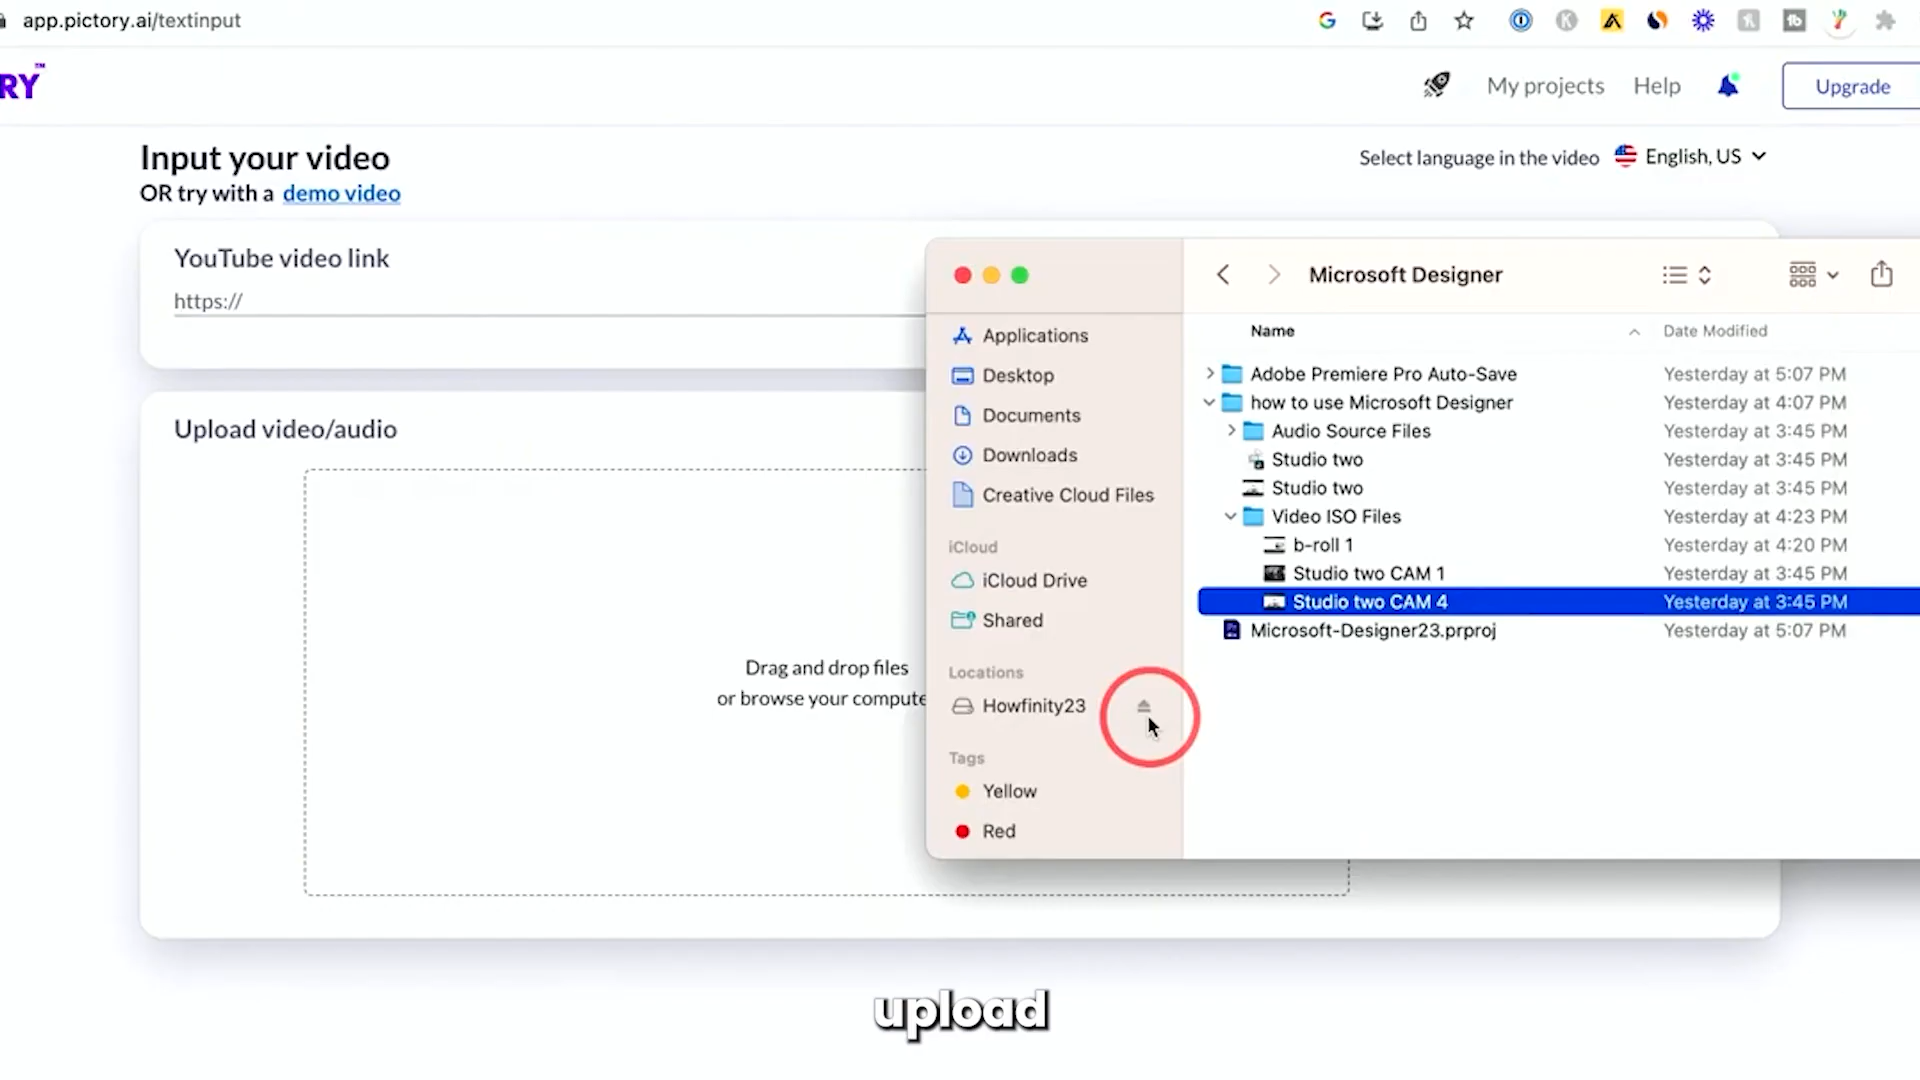 app.pictory.ai/textinput
RY™
My projects
Help
Upgrade
Input your video
OR try with a demo video
Select language in the video
English, US
YouTube video link
https://
Upload video/audio
Drag and drop files
or browse your compute
Microsoft Designer
Applications
Desktop
Documents
Downloads
Creative Cloud Files
iCloud
iCloud Drive
Shared
Locations
Howfinity23
Tags
Yellow
Red
Name Date Modified
Adobe Premiere Pro Auto-Save Yesterday at 5:07 PM
how to use Microsoft Designer Yesterday at 4:07 PM
Audio Source Files Yesterday at 3:45 PM
Studio two Yesterday at 3:45 PM
Studio two Yesterday at 3:45 PM
Video ISO Files Yesterday at 4:23 PM
b-roll 1 Yesterday at 4:20 PM
Studio two CAM 1 Yesterday at 3:45 PM
Studio two CAM 4 Yesterday at 3:45 PM
Microsoft-Designer23.prproj Yesterday at 5:07 PM
upload